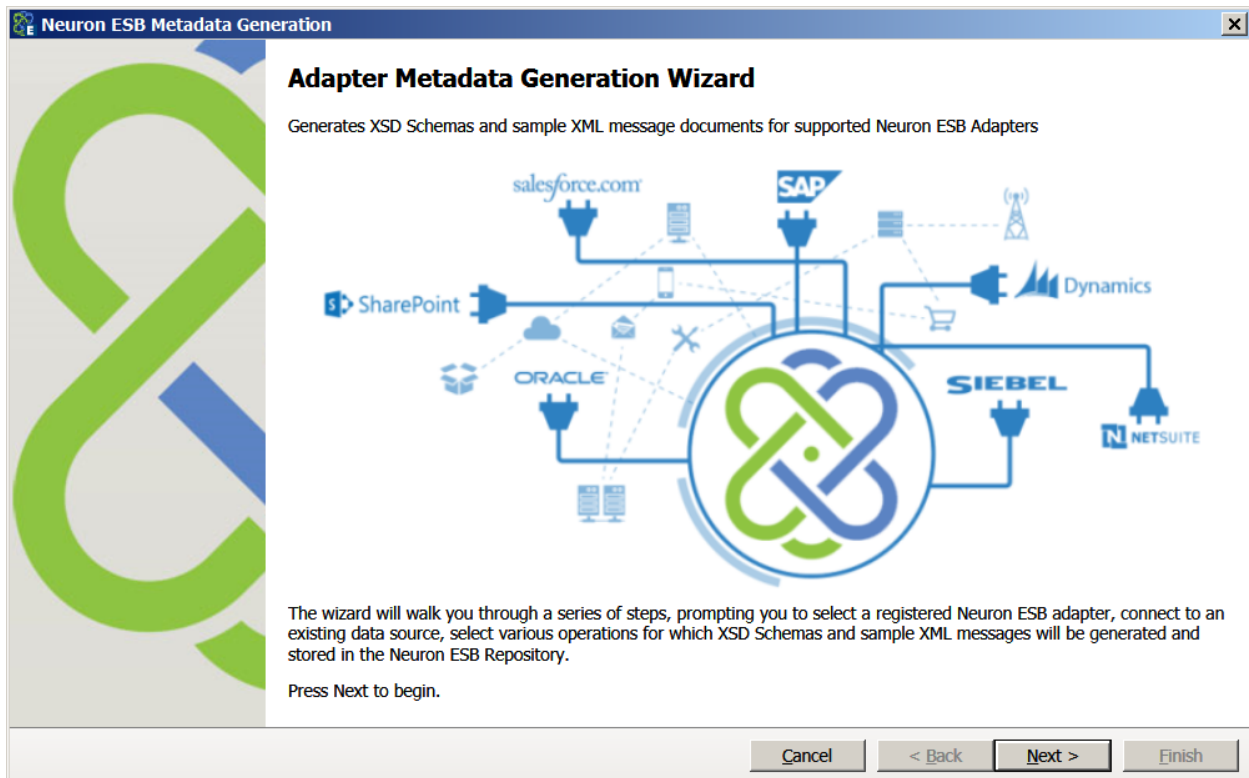 Neuron ESB Metadata Generation
Adapter Metadata Generation Wizard
Generates XSD Schemas and sample XML message documents for supported Neuron ESB Adapters
salesforce.com
SAP
Dynamics
S SharePoint
ORACLE
SIEBEL
N NETSUITE
The wizard will walk you through a series of steps, prompting you to select a registered Neuron ESB adapter, connect to an
existing data source, select various operations for which XSD Schemas and sample XML messages will be generated and
stored in the Neuron ESB Repository.
Press Next to begin.
Cancel
< Back
Next >
Finish